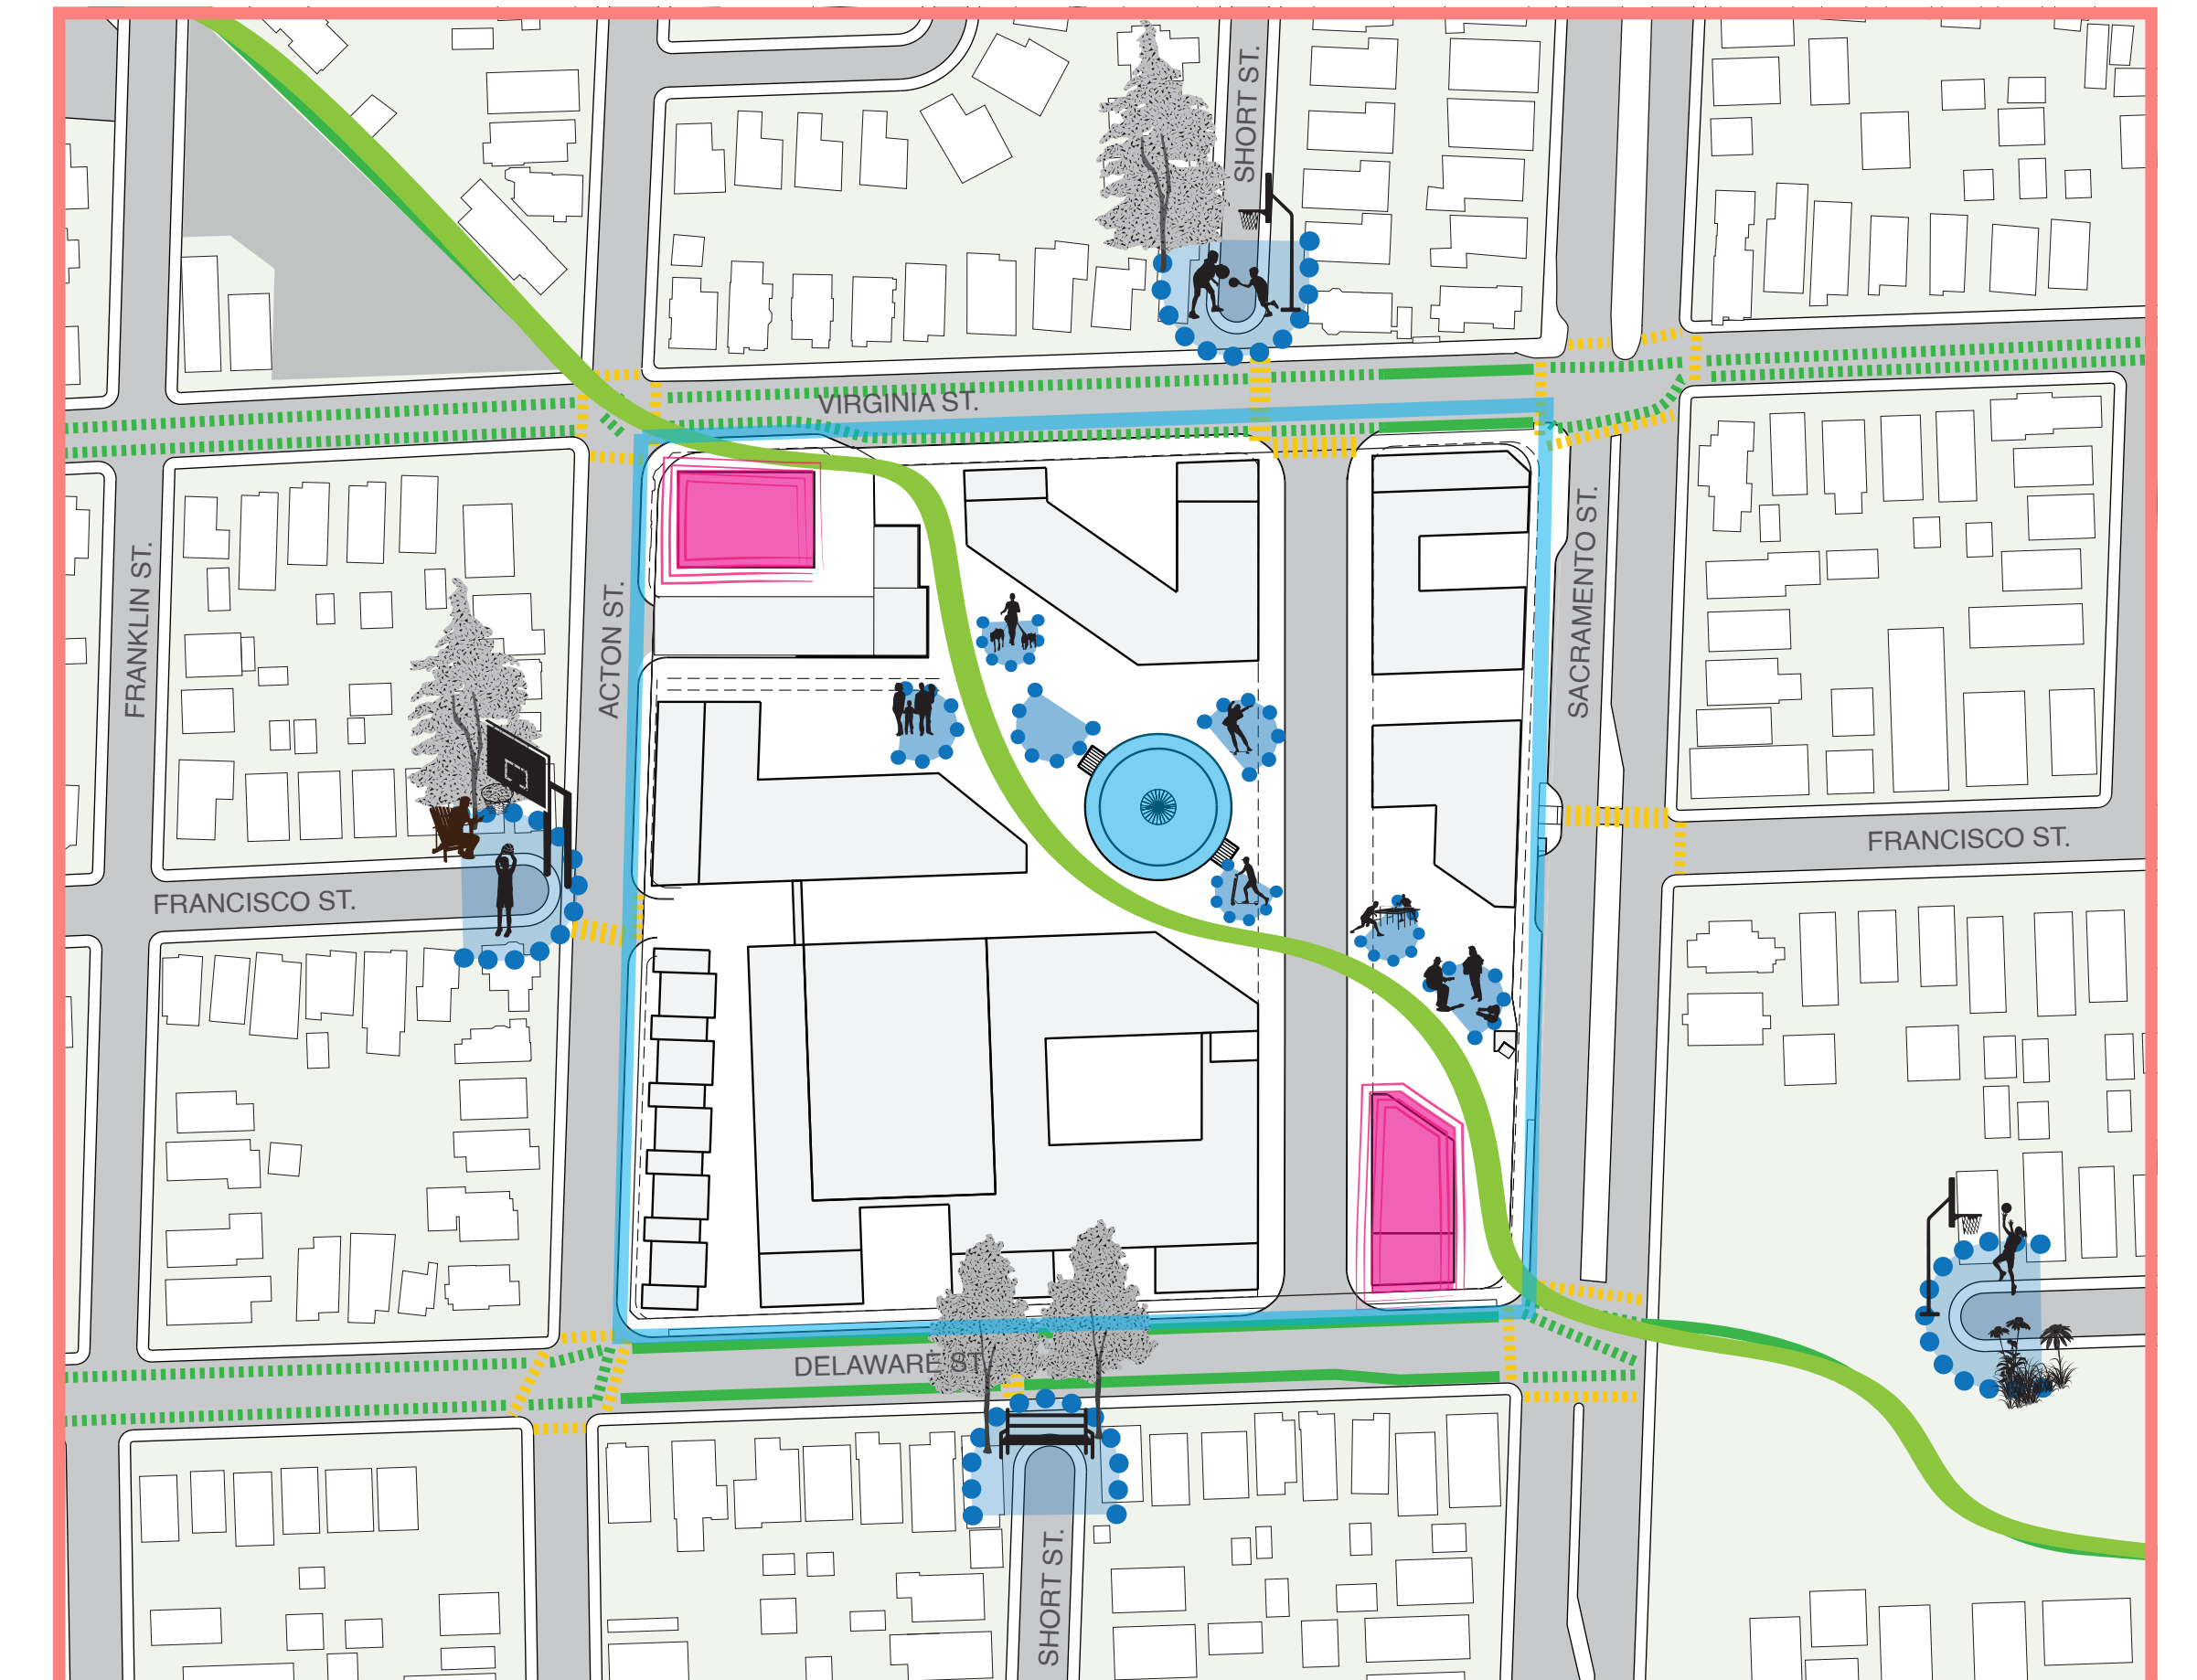 SHORT ST.
VIRGINIA ST.
FRANKLIN ST.
ACTON ST.
SACRAMENTO ST.
FRANCISCO ST.
FRANCISCO ST.
DELAWARE ST.
SHORT ST.